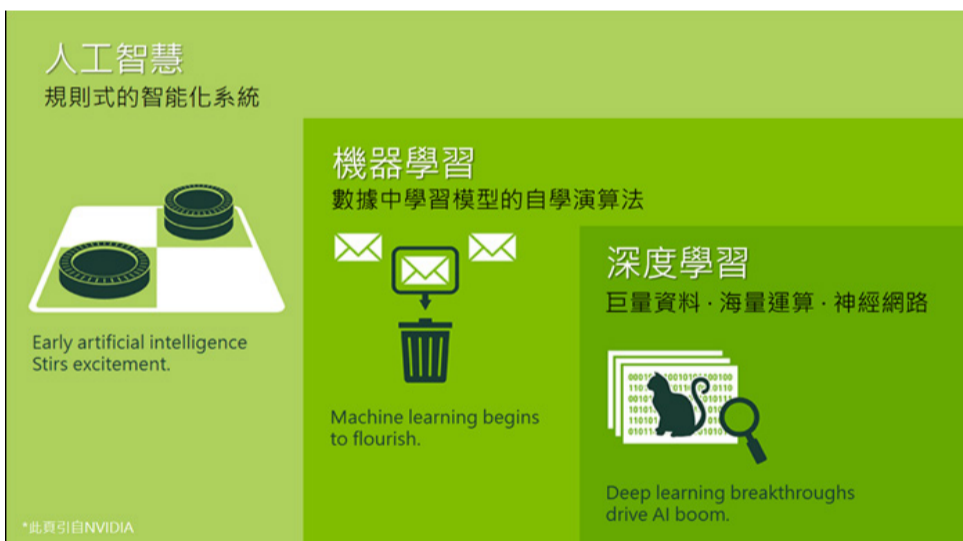 人工智慧
規則式的智能化系統
Early artificial intelligence
Stirs excitement.
機器學習
數據中學習模型的自學演算法
Machine learning begins
to flourish.
深度學習
巨量資料·海量運算·神經網路
Deep learning breakthroughs
drive AI boom.
*此頁引自NVIDIA